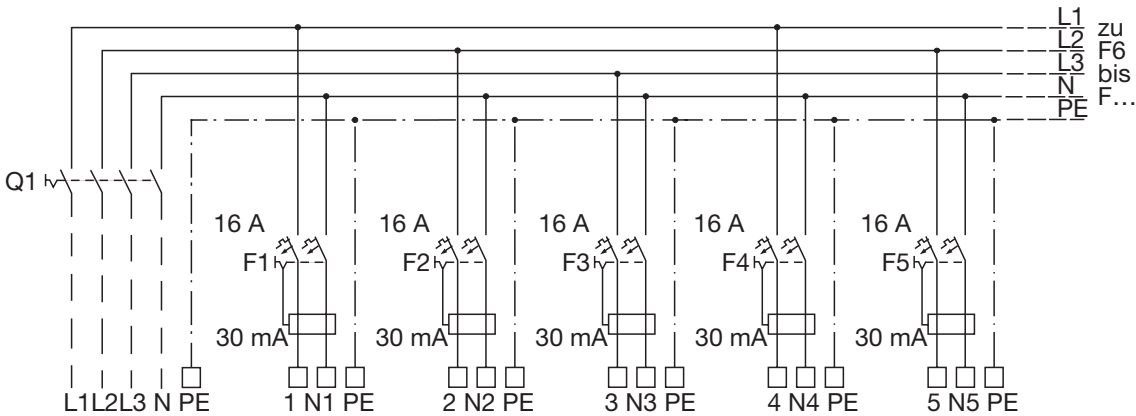 L1 zu
L2 F6
L3 bis
N F...
PE
Q1
16 A 16 A 16 A 16 A 16 A
F1 F2 F3 F4 F5
30 mA 30 mA 30 mA 30 mA 30 mA
L1 L2 L3 N PE 1 N1 PE 2 N2 PE 3 N3 PE 4 N4 PE 5 N5 PE